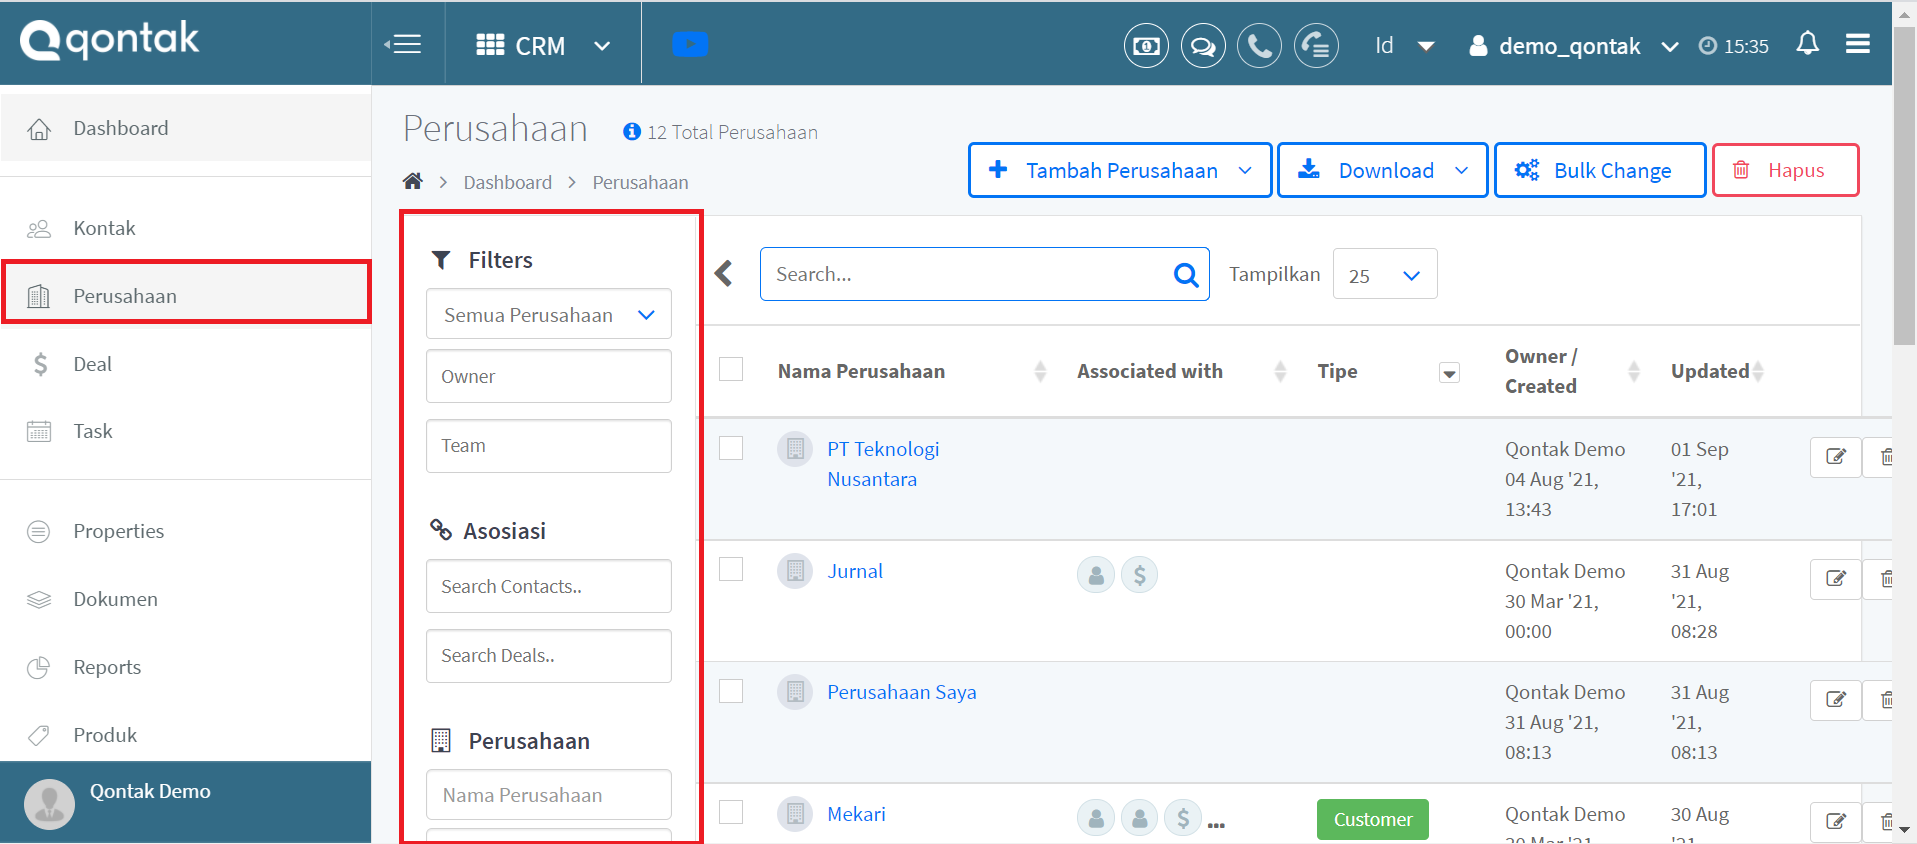 qontak
CRM
Id
demo_qontak
15:35
Dashboard
Kontak
Perusahaan
Deal
Task
Properties
Dokumen
Reports
Produk
Qontak Demo
Perusahaan
12 Total Perusahaan
Dashboard
Perusahaan
Tambah Perusahaan
Download
Bulk Change
Hapus
Filters
Semua Perusahaan
Owner
Team
Asosiasi
Search Contacts..
Search Deals..
Perusahaan
Nama Perusahaan
Search...
Tampilkan
25
Nama Perusahaan
Associated with
Tipe
Owner /
Created
Updated
PT Teknologi
Nusantara
Qontak Demo
04 Aug '21,
13:43
01 Sep
'21,
17:01
Jurnal
Qontak Demo
30 Mar '21,
00:00
31 Aug
'21,
08:28
Perusahaan Saya
Qontak Demo
31 Aug '21,
08:13
31 Aug
'21,
08:13
Mekari
...
Customer
Qontak Demo
30 Mar '21,
30 Aug
'21,